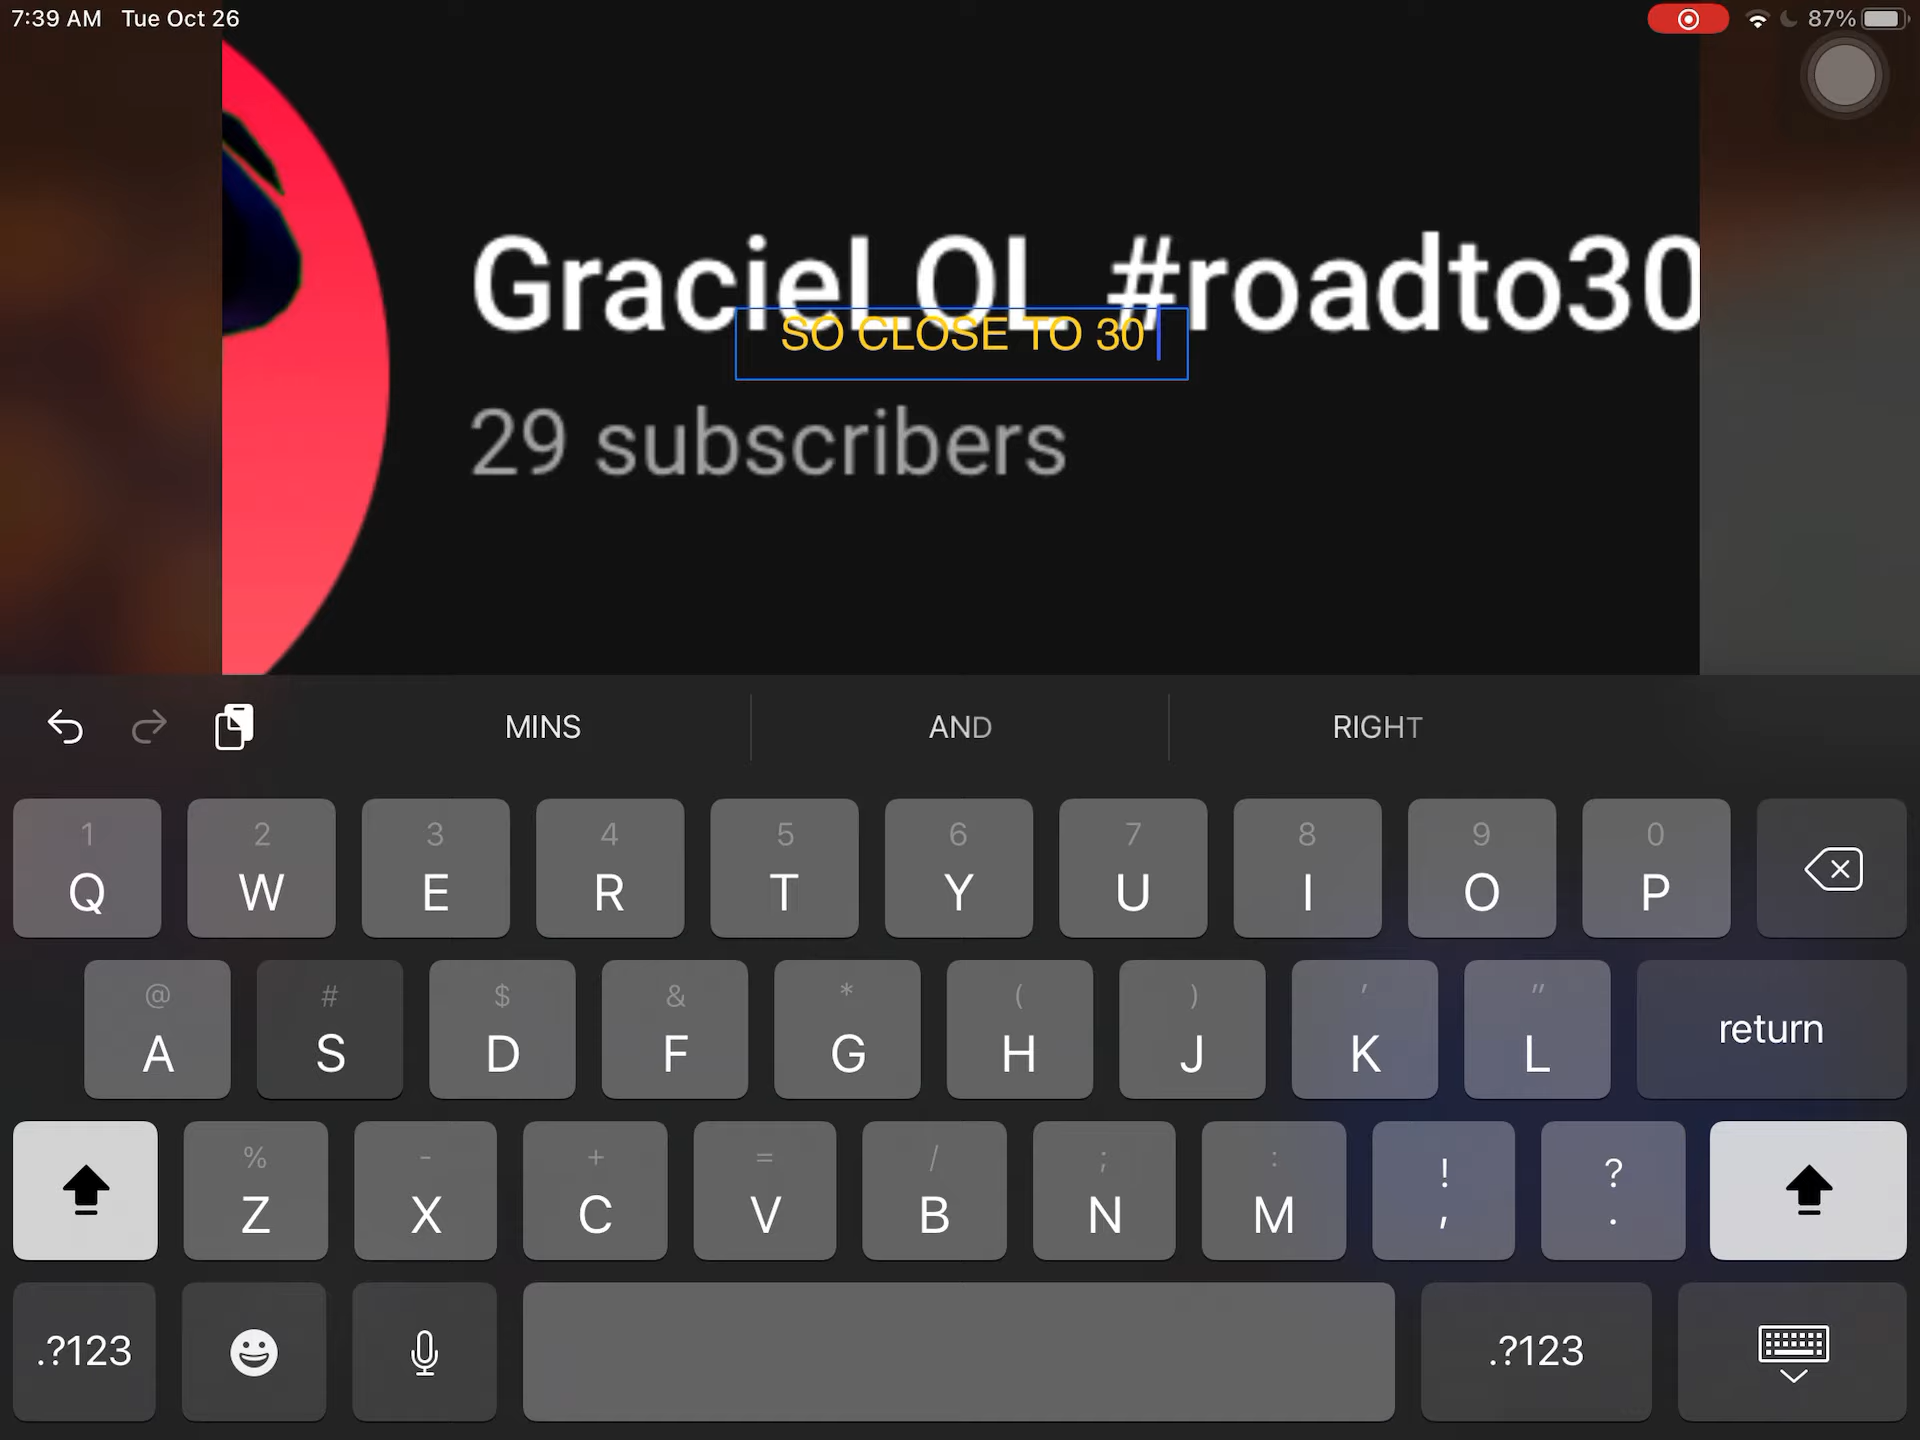 7:39 AM Tue Oct 26
87%
GracieLOL #roadto30
SO CLOSE TO 30
29 subscribers
MINS AND RIGHT
1 2 3 4 5 6 7 8 9 0
Q W E R T Y U I O P
@ # $ & * ( ) ' "
A S D F G H J K L return
% - + = / ; : ! ?
Z X C V B N M , .
.?123 .?123